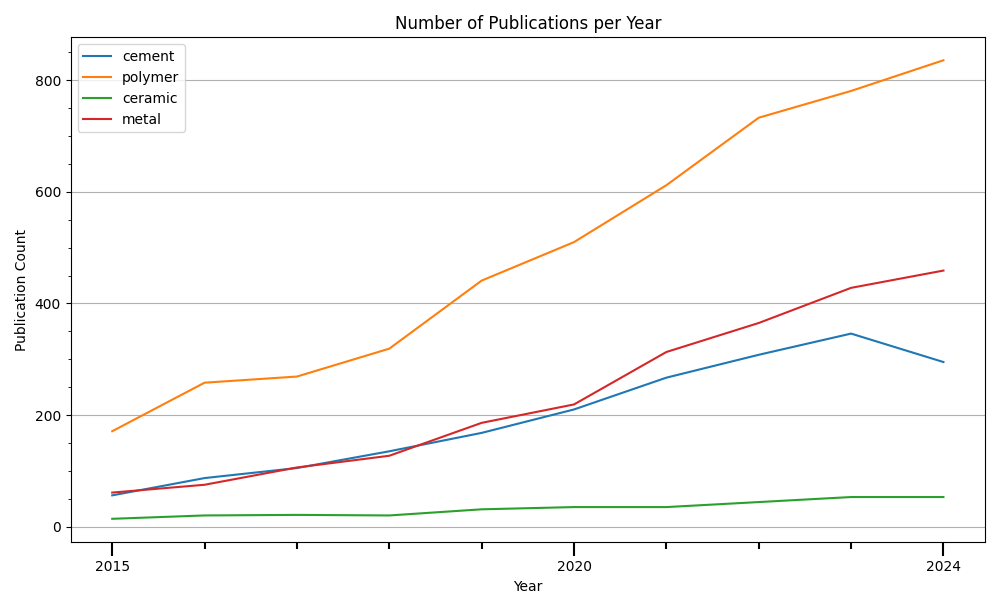 Number of Publications per Year
cement
polymer
ceramic
metal
800
600
400
200
0
Publication Count
2015
2020
2024
Year